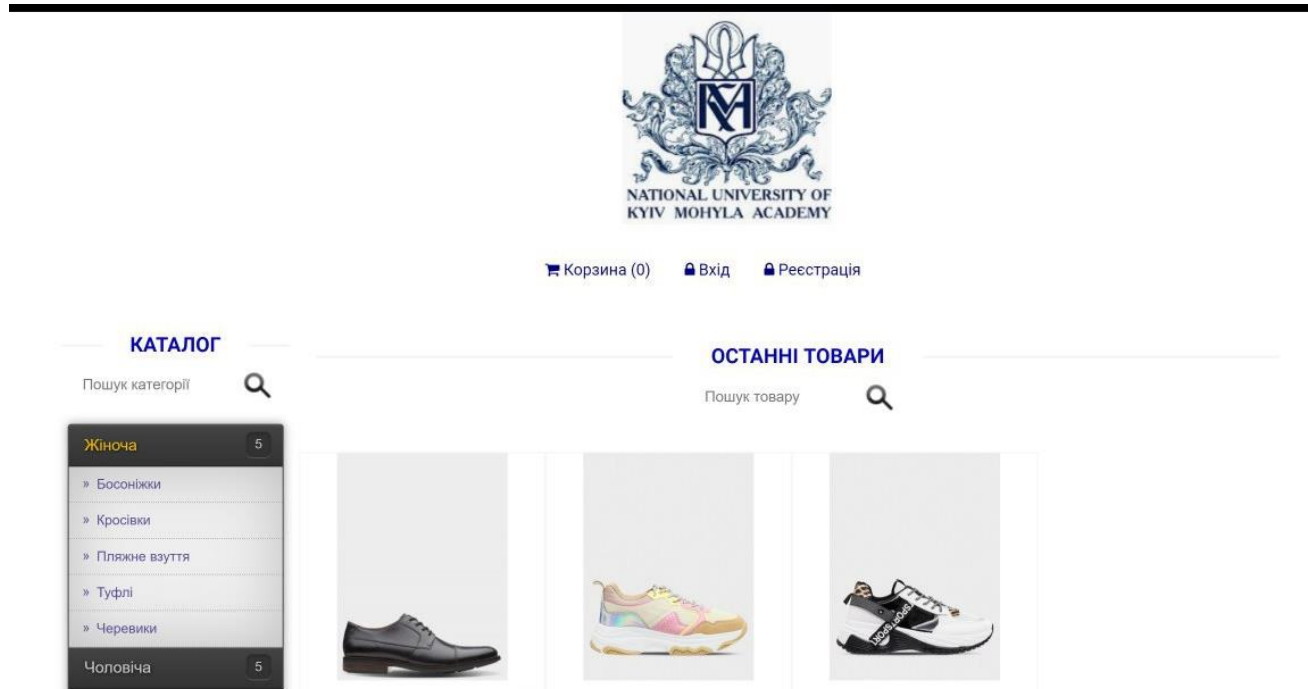 NATIONAL UNIVERSITY OF
KYIV MOHYLA ACADEMY
Корзина (0) Вхід Реєстрація
КАТАЛОГ
Пошук категорії
Жіноча 5
» Босоніжки
» Кросівки
» Пляжне взуття
» Туфлі
» Черевики
Чоловіча 5
ОСТАННІ ТОВАРИ
Пошук товару
SPORTSPORT